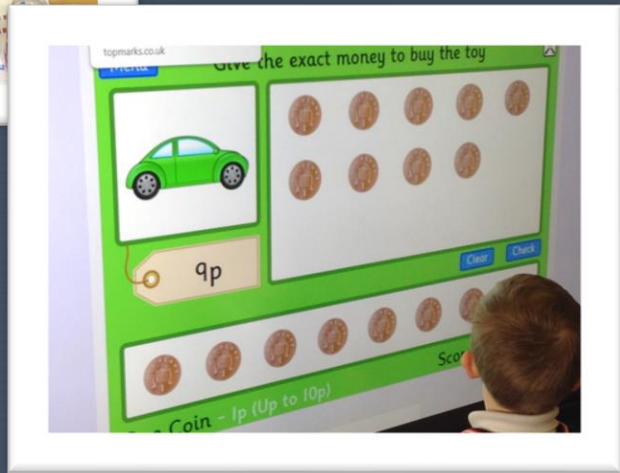 topmarks.co.uk
Menu
Give the exact money to buy the toy
9p
Clear
Check
Coin - 1p (Up to 10p)